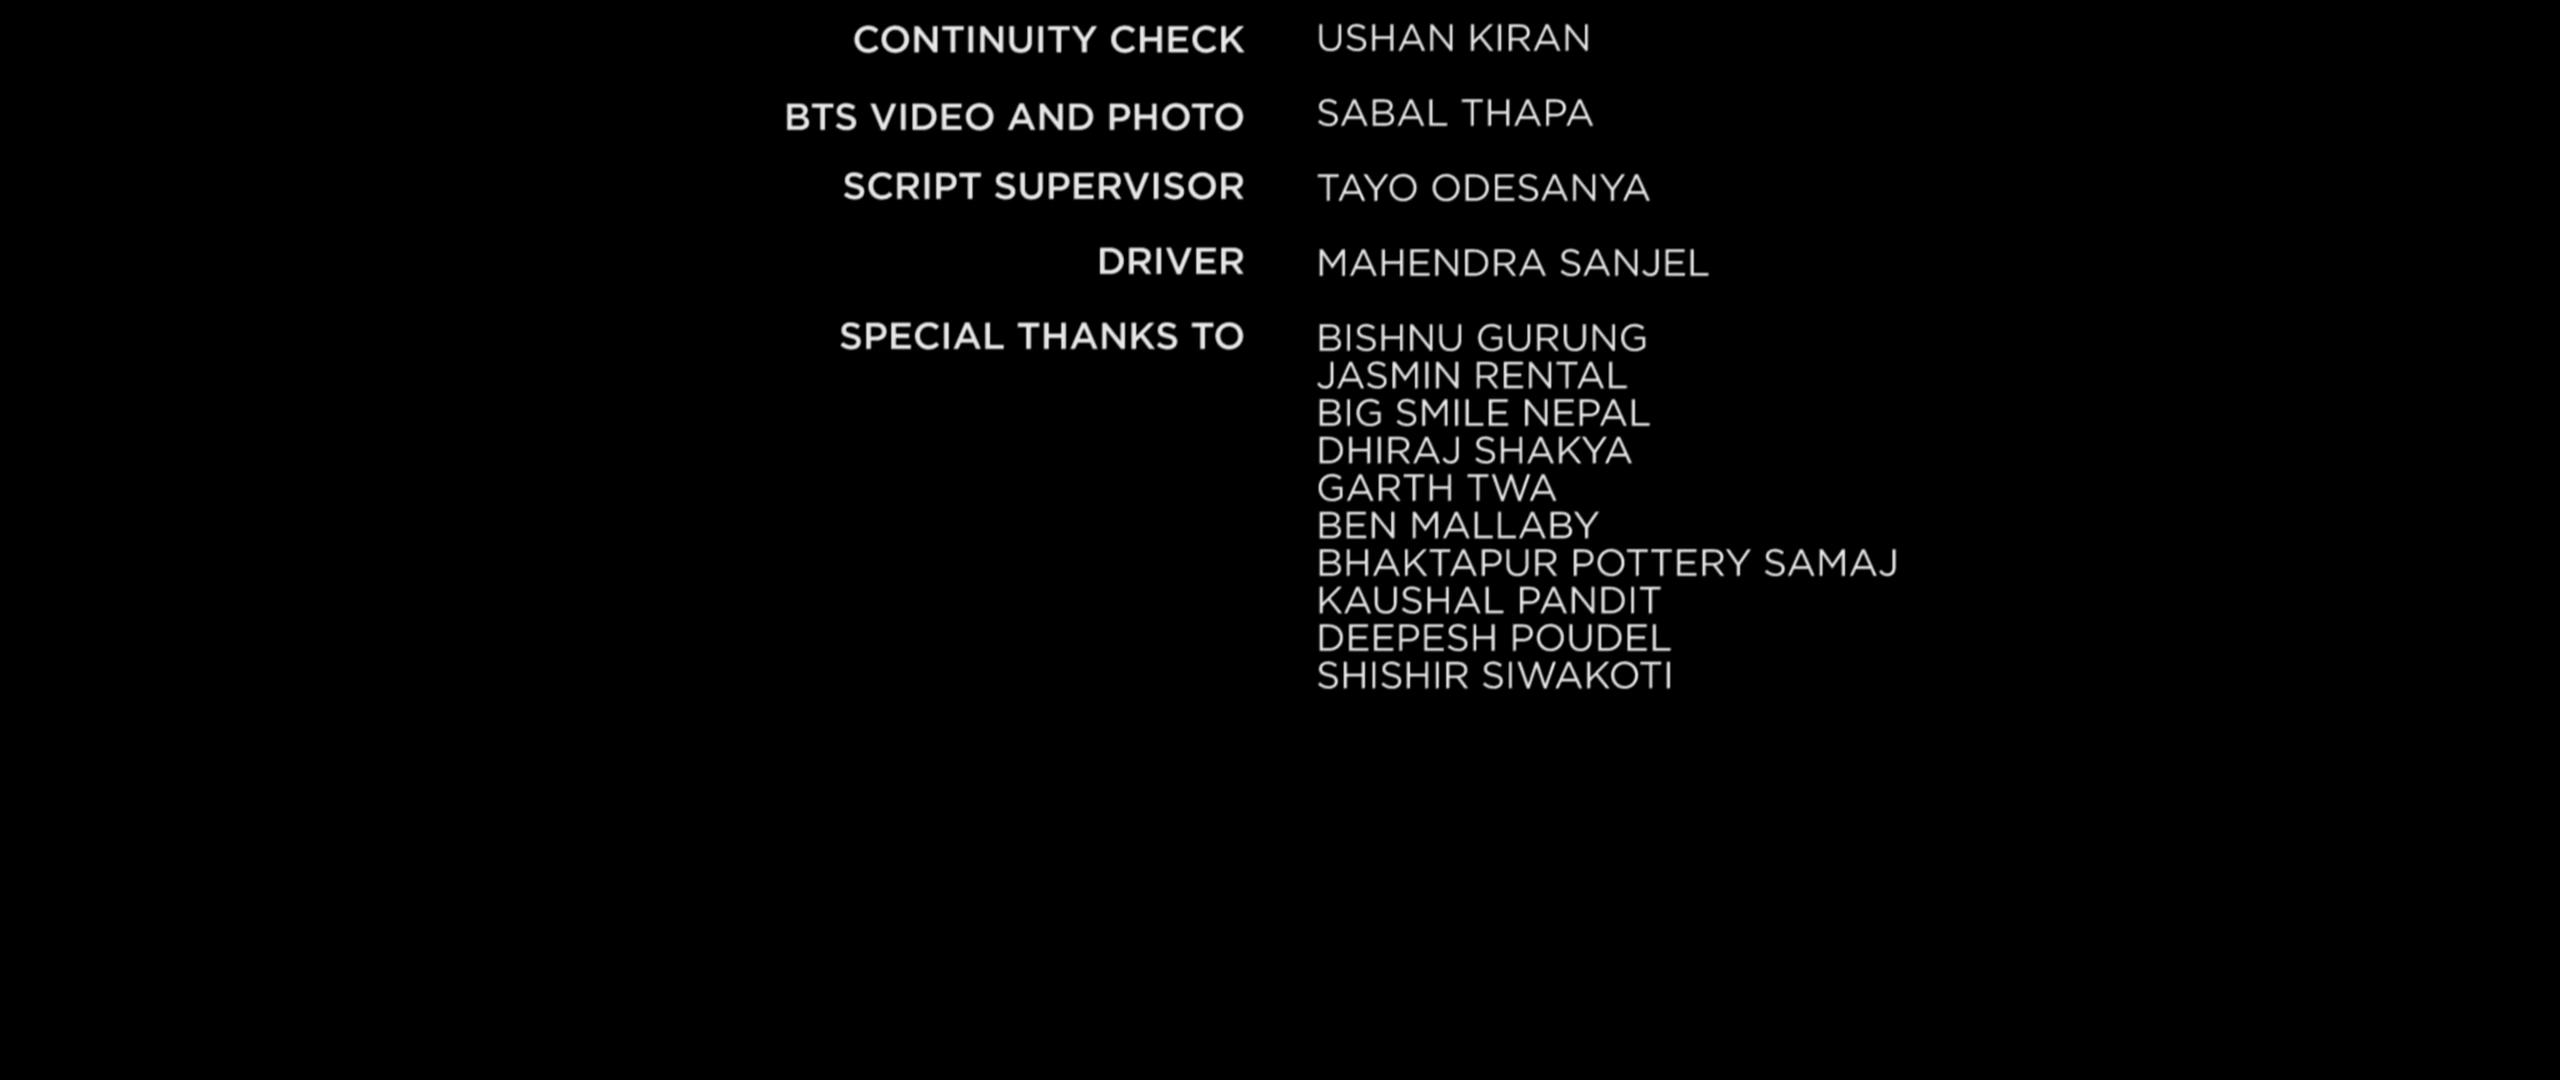 CONTINUITY CHECK USHAN KIRAN
BTS VIDEO AND PHOTO SABAL THAPA
SCRIPT SUPERVISOR TAYO ODESANYA
DRIVER MAHENDRA SANJEL
SPECIAL THANKS TO BISHNU GURUNG
JASMIN RENTAL
BIG SMILE NEPAL
DHIRAJ SHAKYA
GARTH TWA
BEN MALLABY
BHAKTAPUR POTTERY SAMAJ
KAUSHAL PANDIT
DEEPESH POUDEL
SHISHIR SIWAKOTI